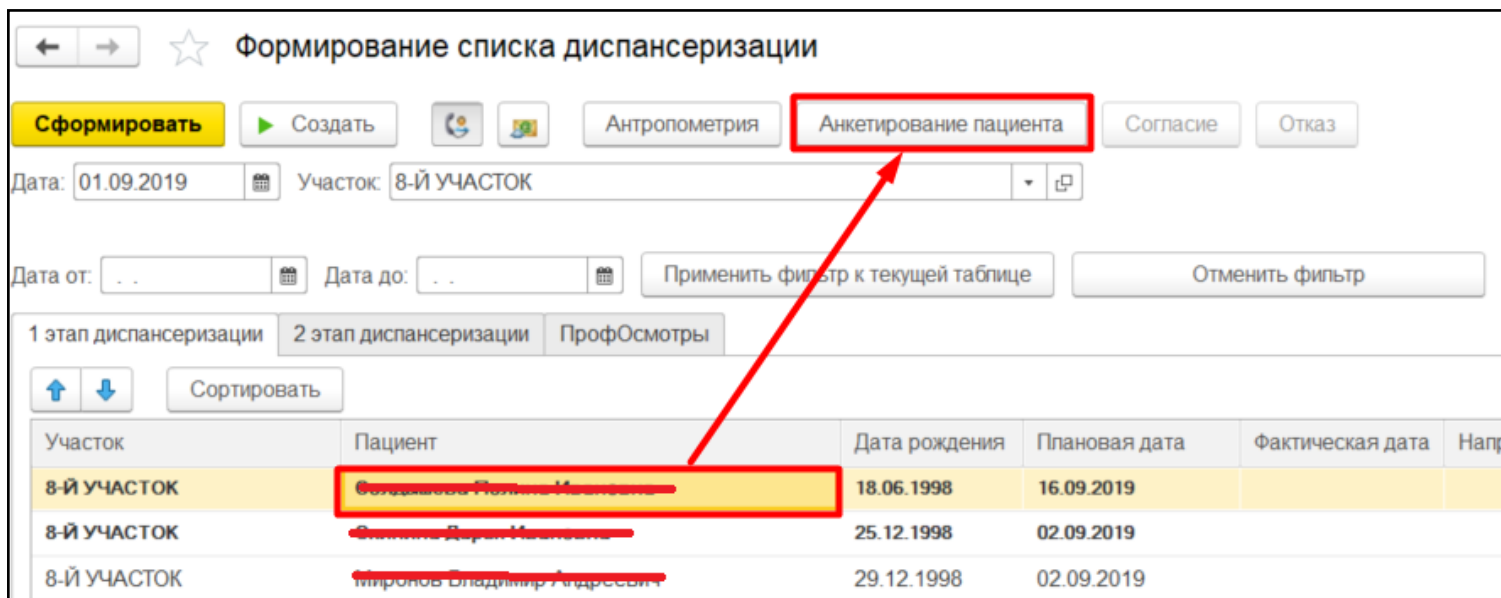 Формирование списка диспансеризации
Сформировать Создать Антропометрия Анкетирование пациента Согласие Отказ
Дата: 01.09.2019 Участок: 8-Й УЧАСТОК
Дата от: . . Дата до: . . Применить фильтр к текущей таблице Отменить фильтр
1 этап диспансеризации 2 этап диспансеризации ПрофОсмотры
Сортировать
Участок Пациент Дата рождения Плановая дата Фактическая дата
8-Й УЧАСТОК 18.06.1998 16.09.2019
8-Й УЧАСТОК 25.12.1998 02.09.2019
8-Й УЧАСТОК 29.12.1998 02.09.2019